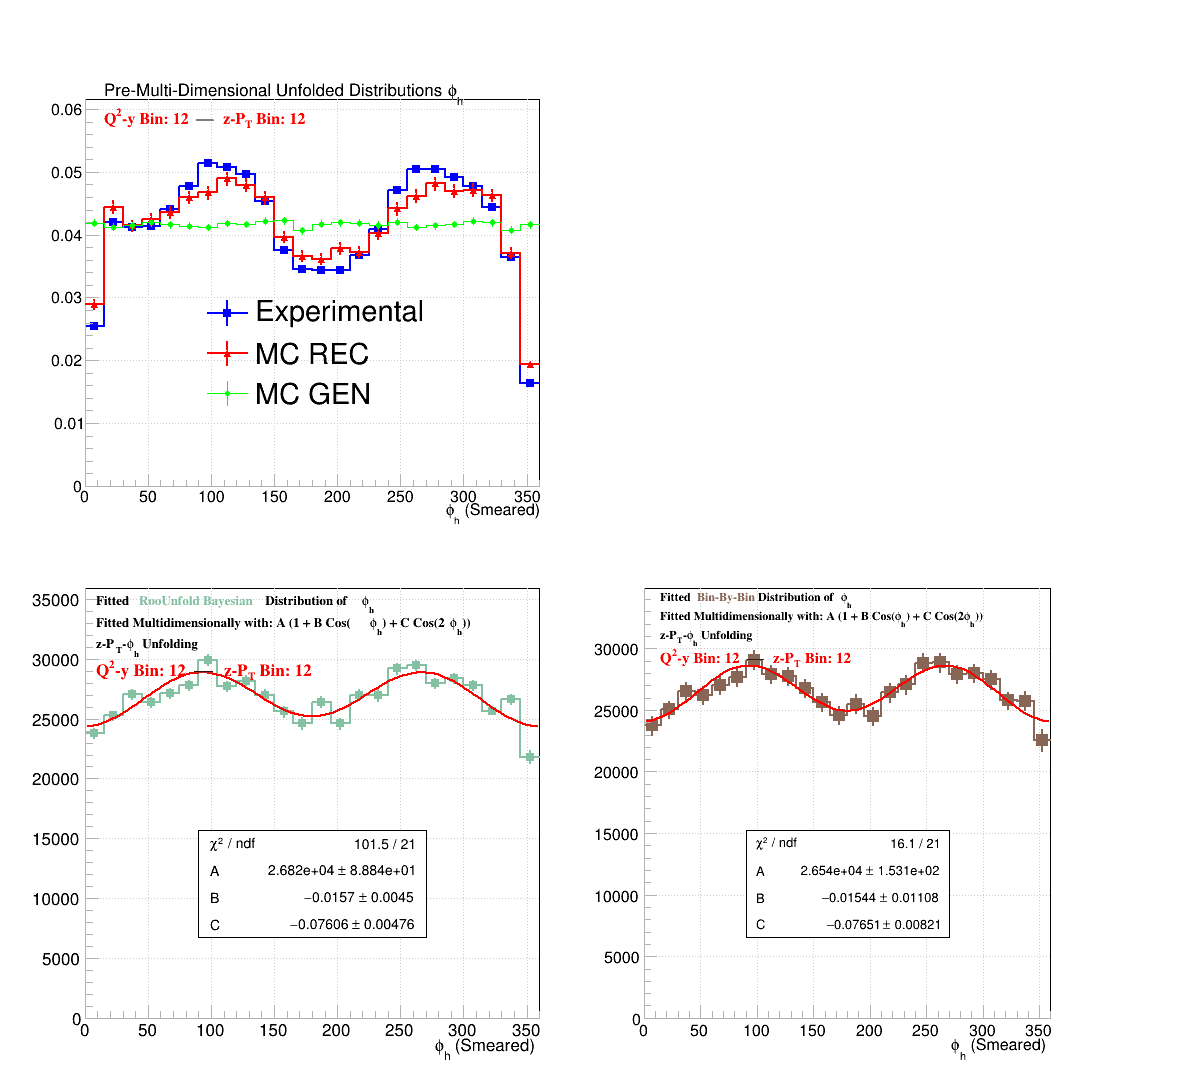 Pre-Multi-Dimensional Unfolded Distributions ϕh
Q2-y Bin: 12 — z-PT Bin: 12
0.06
0.05
0.04
0.03
0.02
0.01
0
Experimental
MC REC
MC GEN
0 50 100 150 200 250 300 350
ϕh (Smeared)
Fitted RooUnfold Bayesian Distribution of ϕh
Fitted Multidimensionally with: A (1 + B Cos( ϕh) + C Cos(2 ϕh))
z-PT-ϕh Unfolding
Q2-y Bin: 12 — z-PT Bin: 12
35000
30000
25000
20000
15000
10000
5000
0
χ2 / ndf 101.5 / 21
A 2.682e+04 ± 8.884e+01
B −0.0157 ± 0.0045
C −0.07606 ± 0.00476
0 50 100 150 200 250 300 350
ϕh (Smeared)
Fitted Bin-By-Bin Distribution of ϕh
Fitted Multidimensionally with: A (1 + B Cos(ϕh) + C Cos(2ϕh))
z-PT-ϕh Unfolding
Q2-y Bin: 12 — z-PT Bin: 12
30000
25000
20000
15000
10000
5000
0
χ2 / ndf 16.1 / 21
A 2.654e+04 ± 1.531e+02
B −0.01544 ± 0.01108
C −0.07651 ± 0.00821
0 50 100 150 200 250 300 350
ϕh (Smeared)